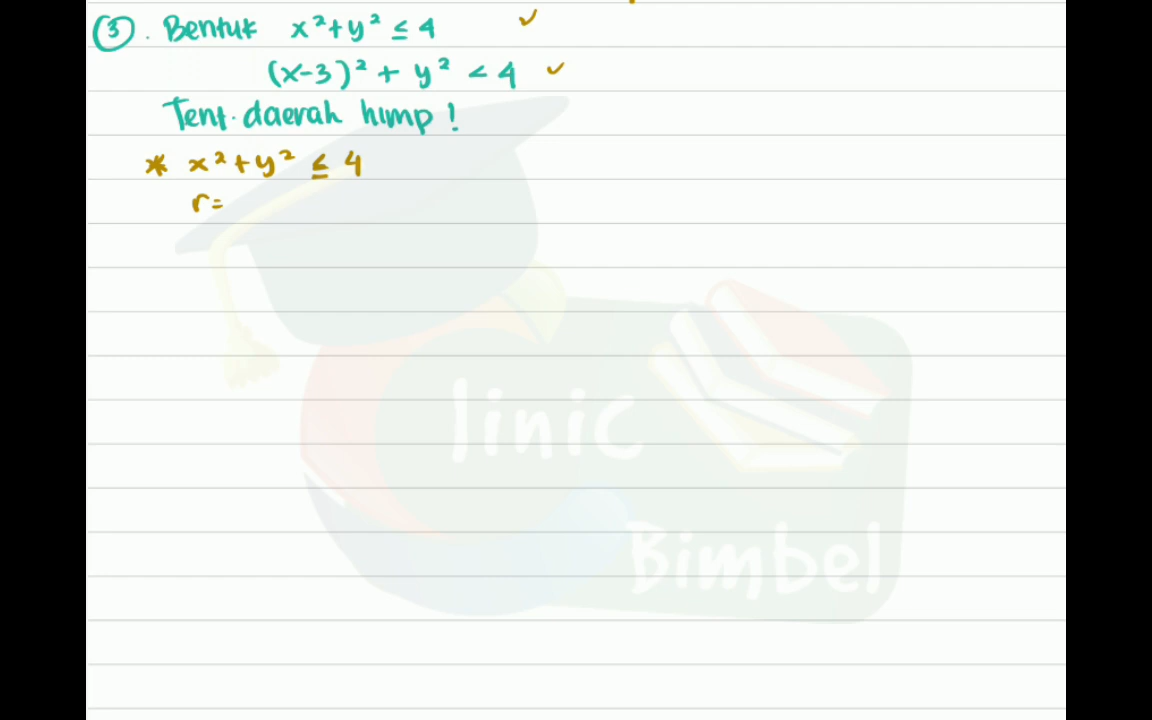 3. Bentuk x²+y² ≤ 4 ✓
(x-3)² + y² < 4 ✓
Tent. daerah himp!
* x²+y² ≤ 4
r=
linic
Bimbel